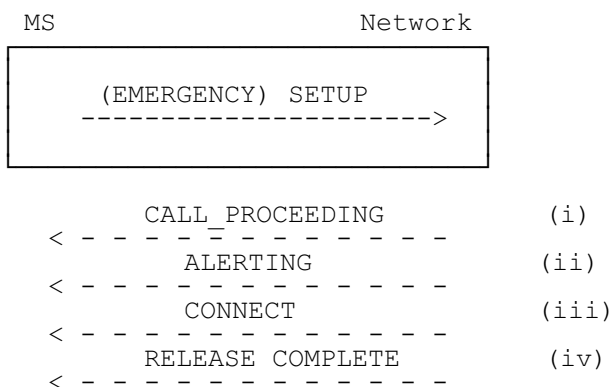 MS Network
(EMERGENCY) SETUP
---------------------->
CALL_PROCEEDING (i)
< - - - - - - - - - - - - -
ALERTING (ii)
< - - - - - - - - - - - - -
CONNECT (iii)
< - - - - - - - - - - - - -
RELEASE COMPLETE (iv)
< - - - - - - - - - - - - -